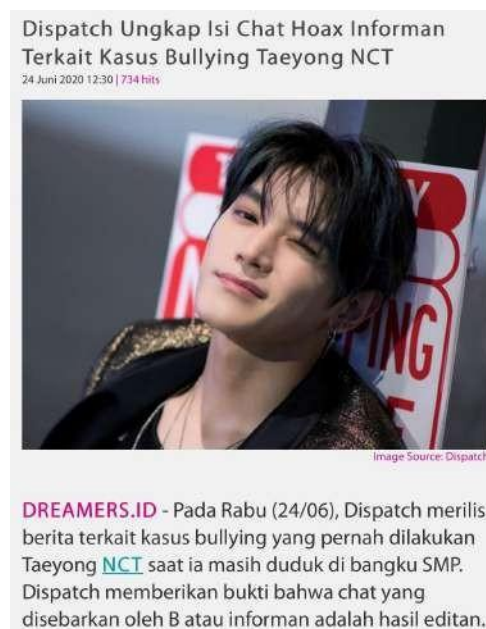 Dispatch Ungkap Isi Chat Hoax Informan
Terkait Kasus Bullying Taeyong NCT
24 Juni 2020 12:30 | 734 hits
Y
PING
Image Source: Dispatch
DREAMERS.ID - Pada Rabu (24/06), Dispatch merilis
berita terkait kasus bullying yang pernah dilakukan
Taeyong NCT saat ia masih duduk di bangku SMP.
Dispatch memberikan bukti bahwa chat yang
disebarkan oleh B atau informan adalah hasil editan.